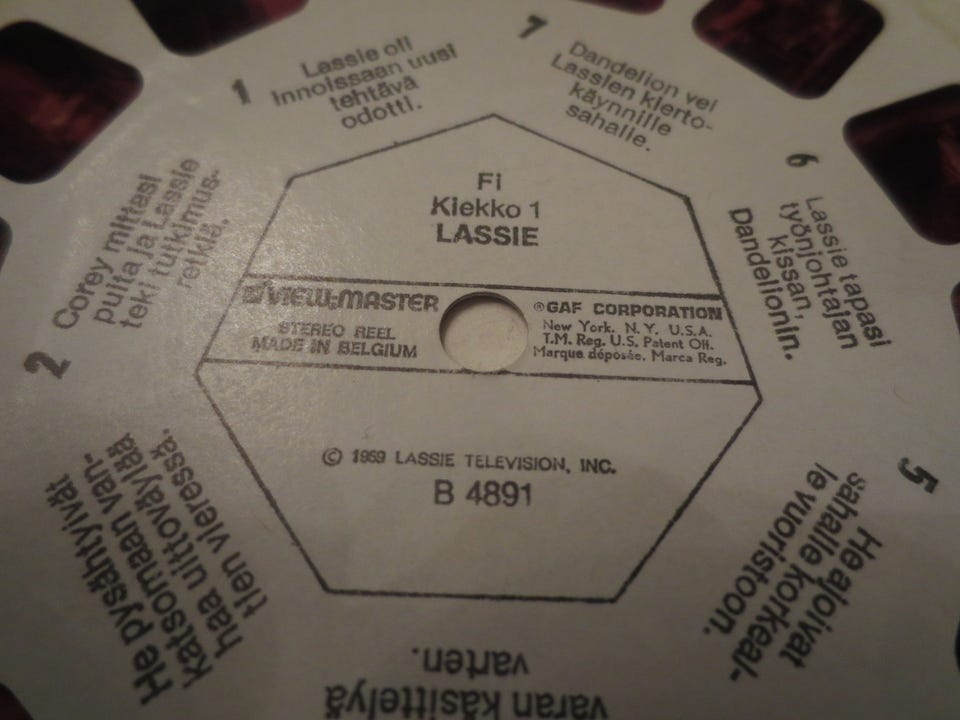 Fi
Kiekko 1
LASSIE
VIEW-MASTER
STEREO REEL
MADE IN BELGIUM
®GAF CORPORATION
New York, N.Y. U.S.A.
T.M. Reg. U.S. Patent Off.
Marque déposée. Marca Reg.
© 1969 LASSIE TELEVISION, INC.
B 4891
1
Lassie oli
innoissaan uusi
tehtävä
odotti.
2
Corey mittasi
puita ja Lassie
teki tutkimus-
retkiä.
He pysähtyivät
katsomaan van-
haa uittoväylää
tien vieressä.
varan käsittelyä
varten.
5
He ajoivat
sahalle korkeal-
le vuoristoon.
6
Lassie tapasi
työnjohtajan
kissan,
Dandelionin.
7
Dandelion vei
Lassien kierto-
käynnille
sahalle.